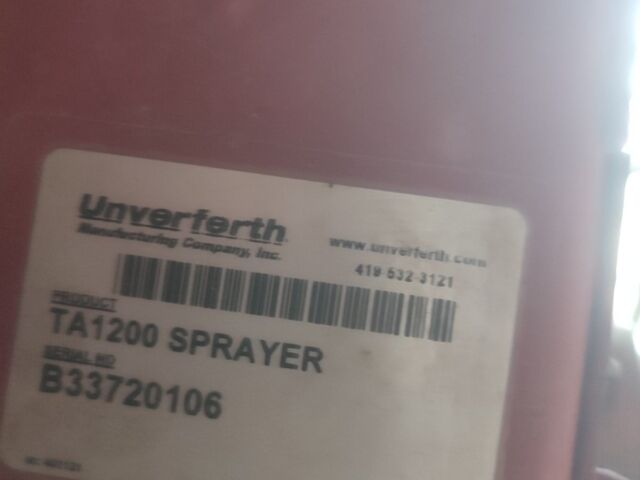 Unverferth
Manufacturing Company, Inc.
www.unverferth.com
419-532-3121
PRODUCT
TA1200 SPRAYER
SERIAL NO
B33720106